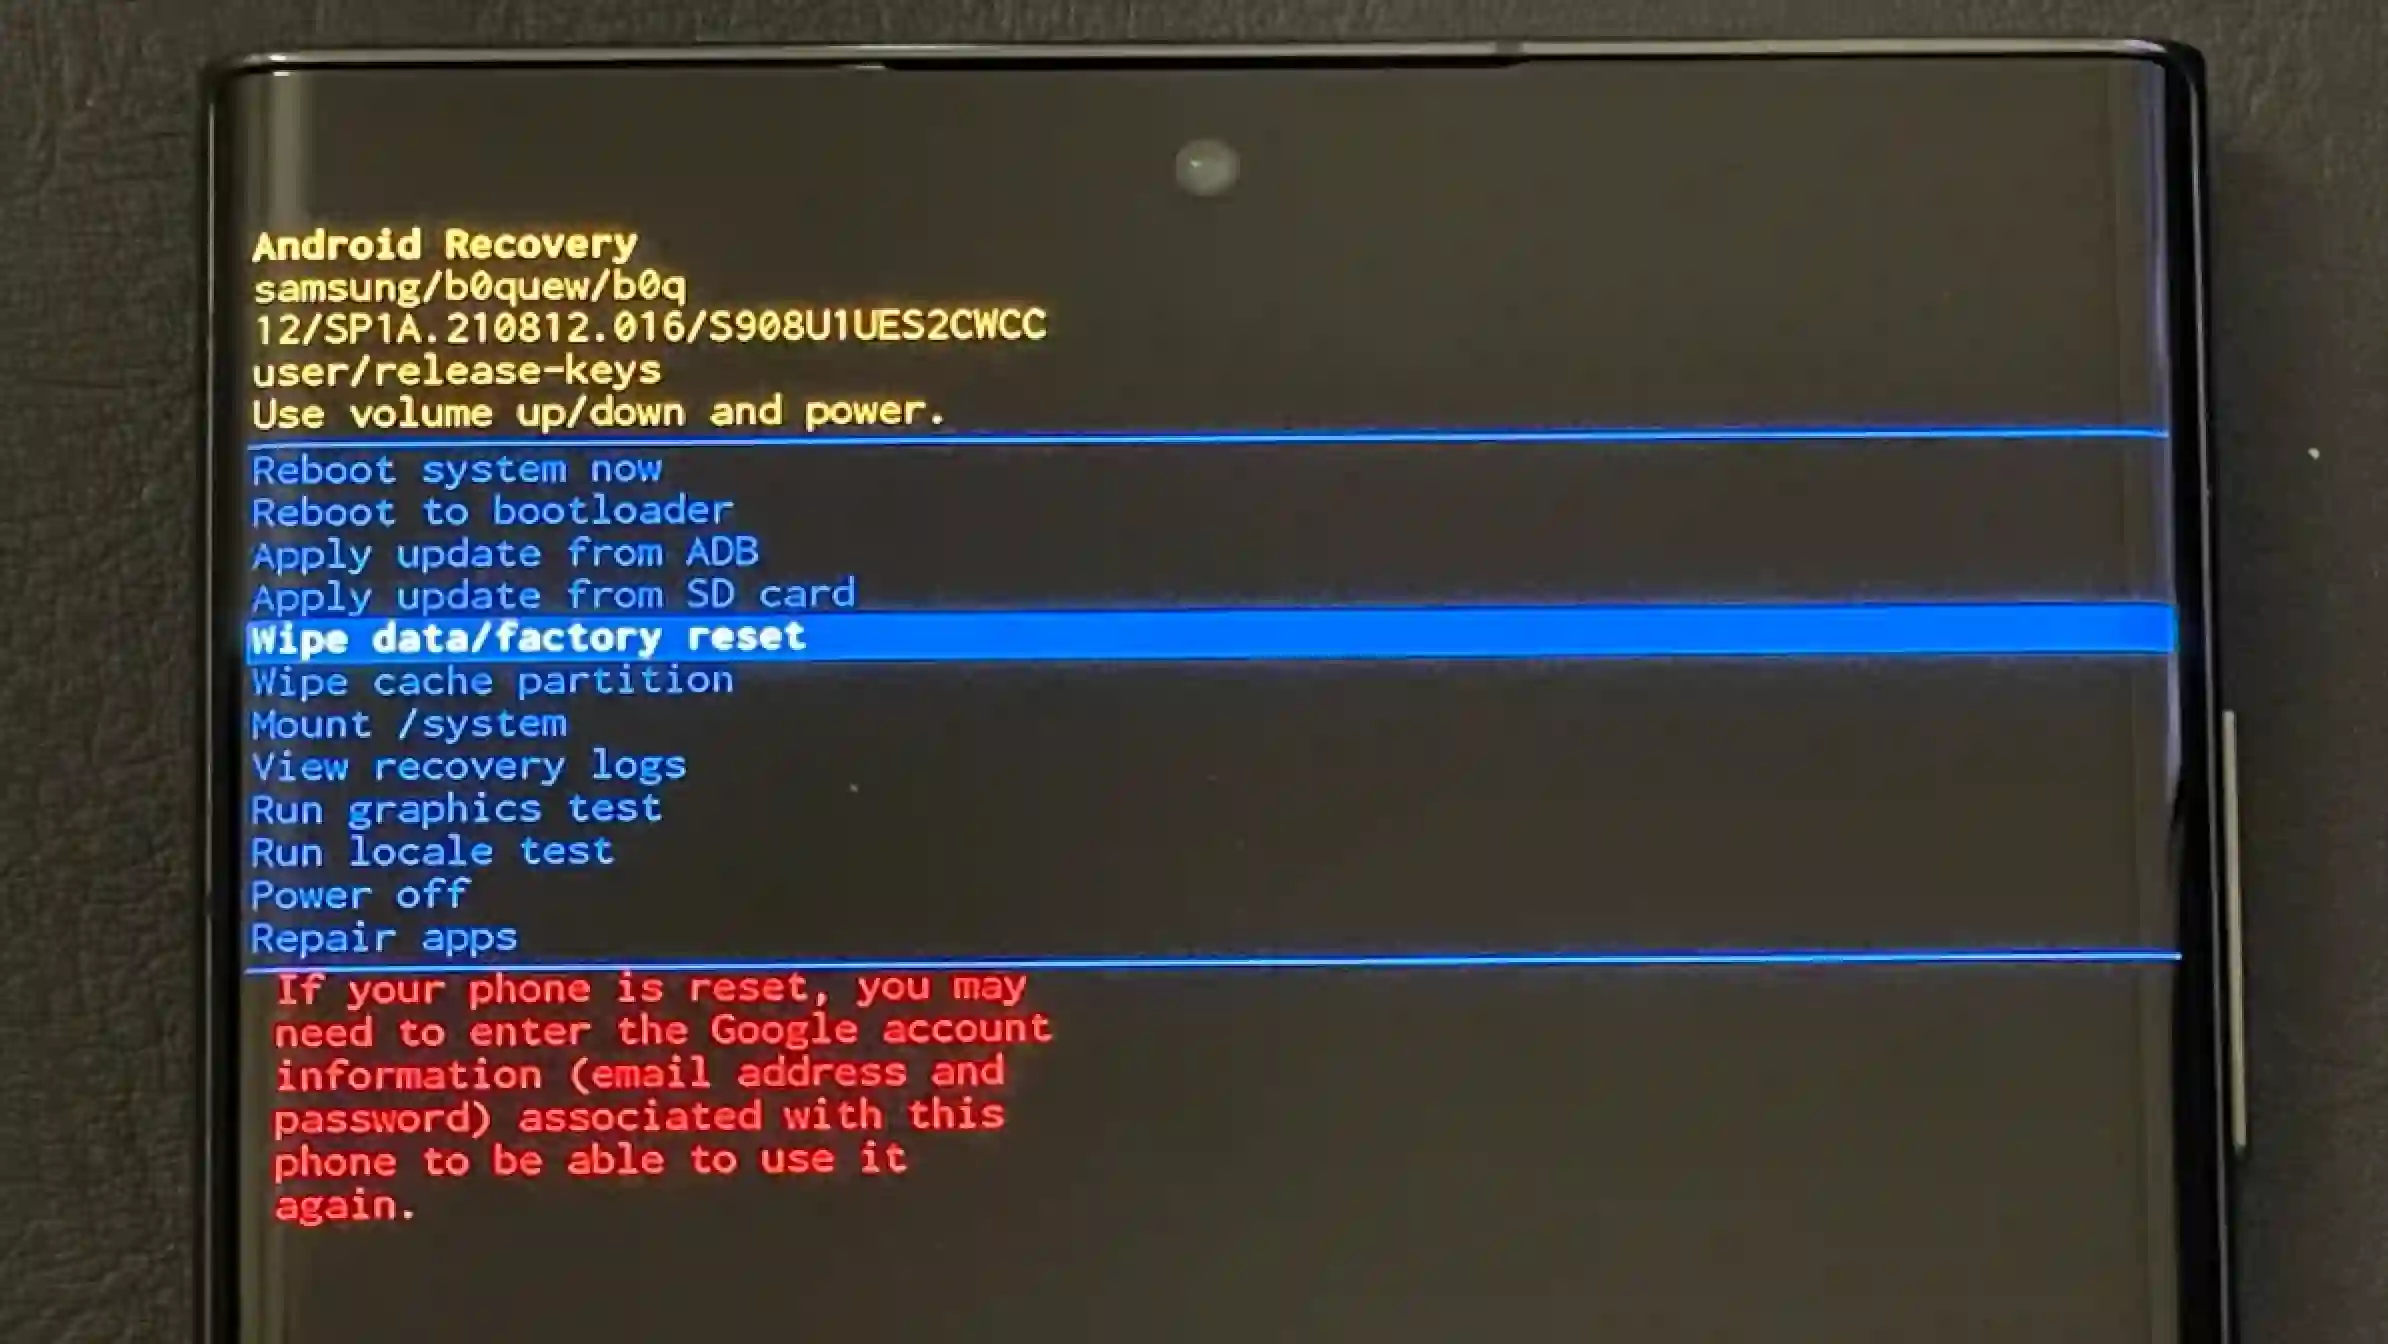 Android Recovery
samsung/b0quew/b0q
12/SP1A.210812.016/S908U1UES2CWCC
user/release-keys
Use volume up/down and power.
Reboot system now
Reboot to bootloader
Apply update from ADB
Apply update from SD card
Wipe data/factory reset
Wipe cache partition
Mount /system
View recovery logs
Run graphics test
Run locale test
Power off
Repair apps
If your phone is reset, you may
need to enter the Google account
information (email address and
password) associated with this
phone to be able to use it
again.